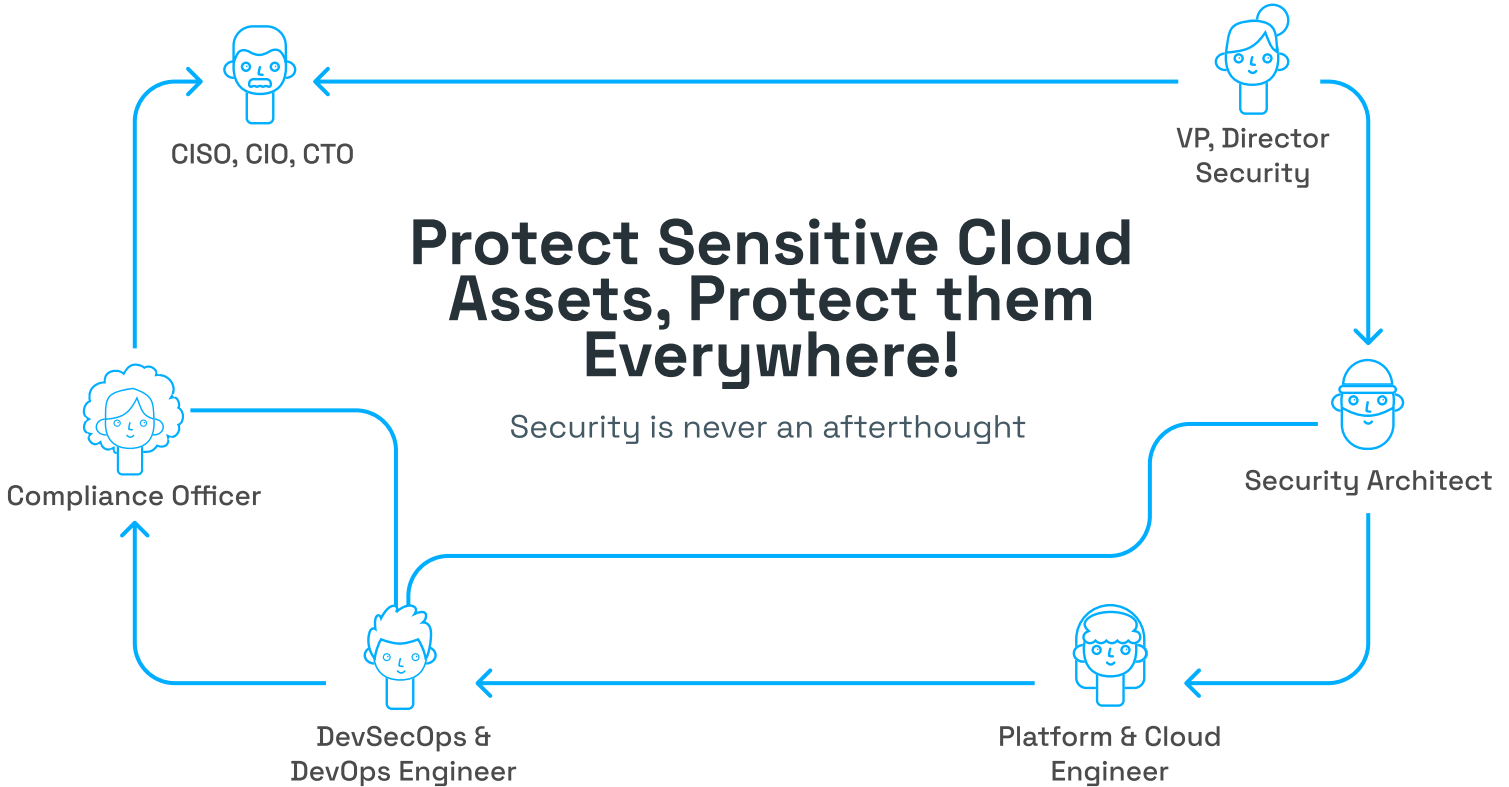 CISO, CIO, CTO
VP, Director
Security
Protect Sensitive Cloud
Assets, Protect them
Everywhere!
Security is never an afterthought
Compliance Officer
Security Architect
DevSecOps &
DevOps Engineer
Platform & Cloud
Engineer